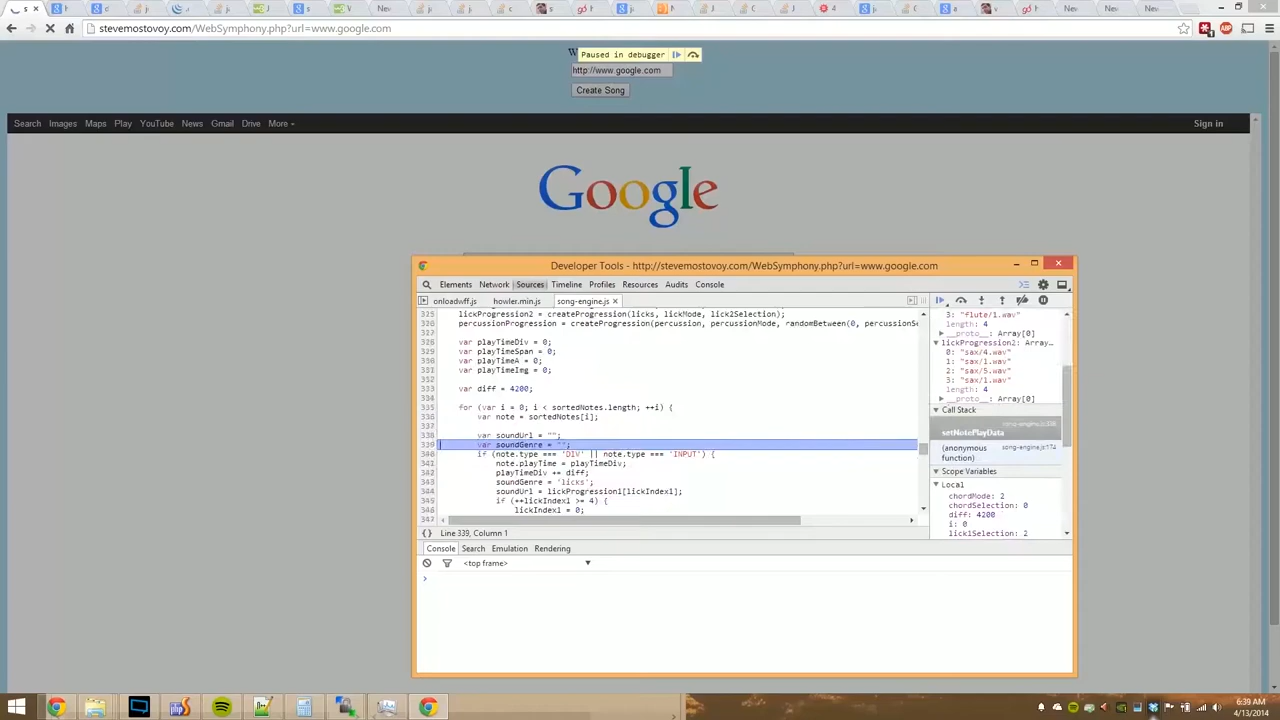 stevemostovoy.com/WebSymphony.php?url=www.google.com
Paused in debugger
http://www.google.com
Create Song
Search Images Maps Play YouTube News Gmail Drive More
Sign in
Google
Developer Tools - http://stevemostovoy.com/WebSymphony.php?url=www.google.com
Elements Network Sources Timeline Profiles Resources Audits Console
onloadwff.js howler.min.js song-engine.js ×
325 lickProgression2 = createProgression(licks, lickMode, lick2Selection);
326 percussionProgression = createProgression(percussion, percussionMode, randomBetween(0, percussionSe
327
328 var playTimeDiv = 0;
329 var playTimeSpan = 0;
330 var playTimeA = 0;
331 var playTimeImg = 0;
332
333 var diff = 4200;
334
335 for (var i = 0; i < sortedNotes.length; ++i) {
336 var note = sortedNotes[i];
337
338 var soundUrl = "";
339 var soundGenre = "";
340 if (note.type === 'DIV' || note.type === 'INPUT') {
341 note.playTime = playTimeDiv;
342 playTimeDiv += diff;
343 soundGenre = 'licks';
344 soundUrl = lickProgression1[lickIndex1];
345 if (++lickIndex1 >= 4) {
346 lickIndex1 = 0;
347
3: "flute/1.wav"
length: 4
__proto__: Array[0]
lickProgression2: Array…
0: "sax/4.wav"
1: "sax/1.wav"
2: "sax/5.wav"
3: "sax/1.wav"
length: 4
__proto__: Array[0]
Call Stack
setNotePlayData
(anonymous function) song-engine.js:174
Scope Variables
Local
chordMode: 2
chordSelection: 0
diff: 4200
i: 0
lick1Selection: 2
{} Line 339, Column 1
Console Search Emulation Rendering
<top frame>
>
6:39 AM
4/13/2014